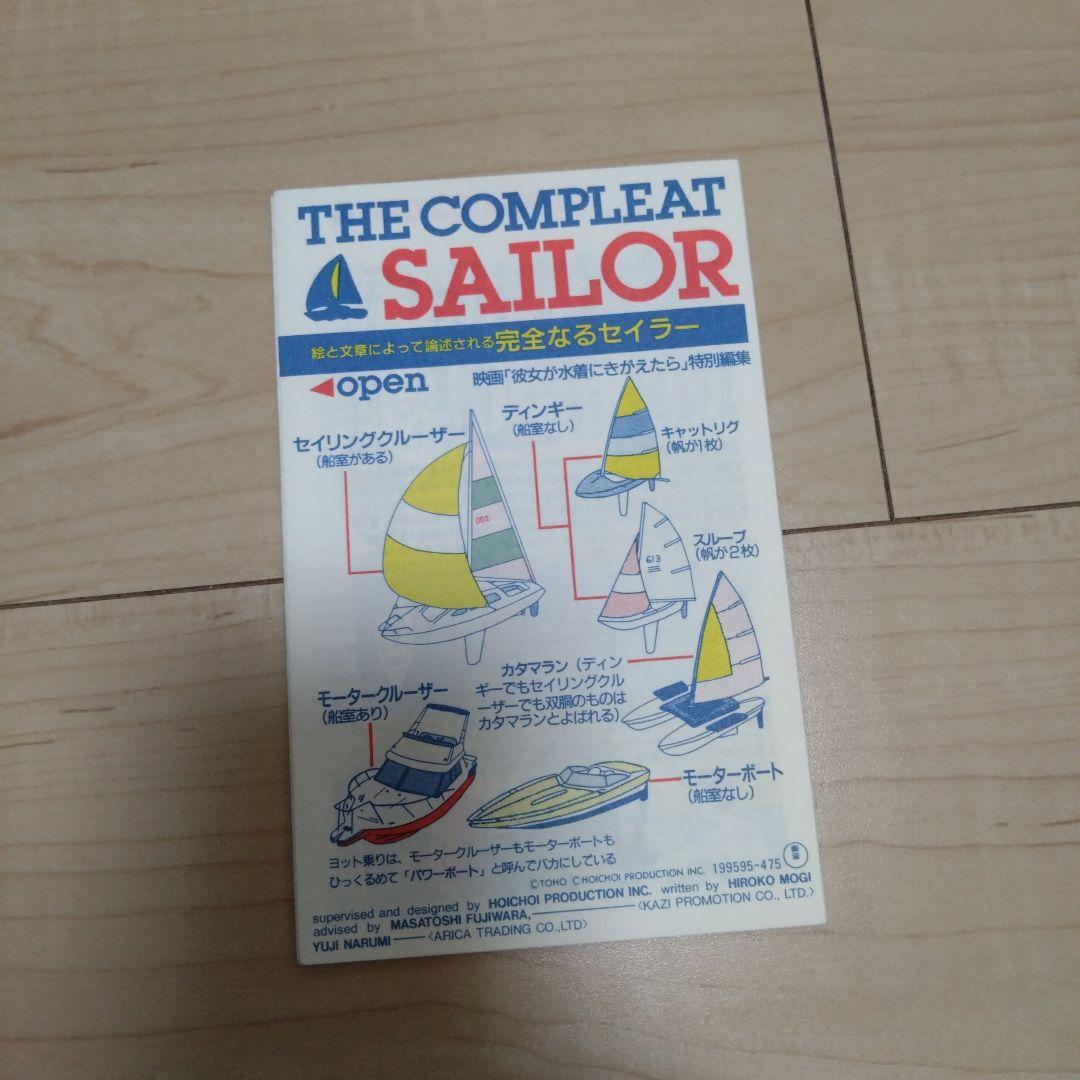 THE COMPLEAT
SAILOR
絵と文章によって論述される完全なるセイラー
open
映画「彼女が水着にきがえたら」特別編集
セイリングクルーザー
(船室がある)
ディンギー
(船室なし)
キャットリグ
(帆が1枚)
002
スループ
(帆が2枚)
613
カタマラン (ディン
ギーでもセイリングクル
ーザーでも双胴のものは
カタマランとよばれる)
モータークルーザー
(船室あり)
モーターボート
(船室なし)
ヨット乗りは、モータークルーザーもモーターボートも
ひっくるめて「パワーボート」と呼んでバカにしている
©TOHO ©HOICHOI PRODUCTION INC. 199595-475
supervised and designed by HOICHOI PRODUCTION INC. written by HIROKO MOGI
advised by MASATOSHI FUJIWARA, 〈KAZI PROMOTION CO., LTD.〉
YUJI NARUMI 〈ARICA TRADING CO.,LTD〉